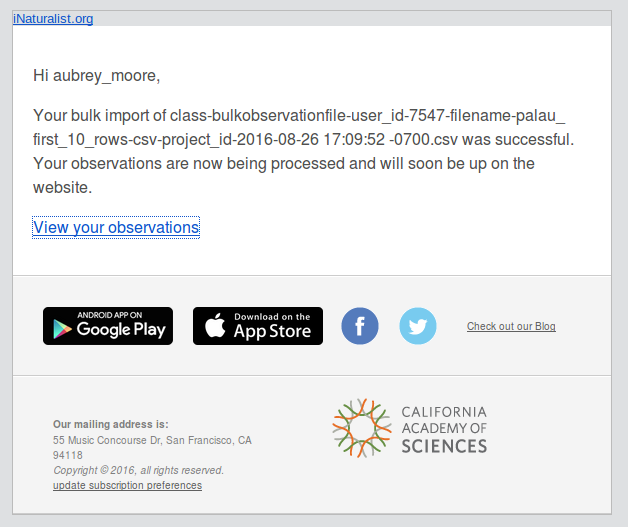 iNaturalist.org
Hi aubrey_moore,
Your bulk import of class-bulkobservationfile-user_id-7547-filename-palau_
first_10_rows-csv-project_id-2016-08-26 17:09:52 -0700.csv was successful.
Your observations are now being processed and will soon be up on the
website.
View your observations
ANDROID APP ON
Google Play
Download on the
App Store
f
Check out our Blog
Our mailing address is:
55 Music Concourse Dr, San Francisco, CA
94118
Copyright © 2016, all rights reserved.
update subscription preferences
CALIFORNIA
ACADEMY OF
SCIENCES